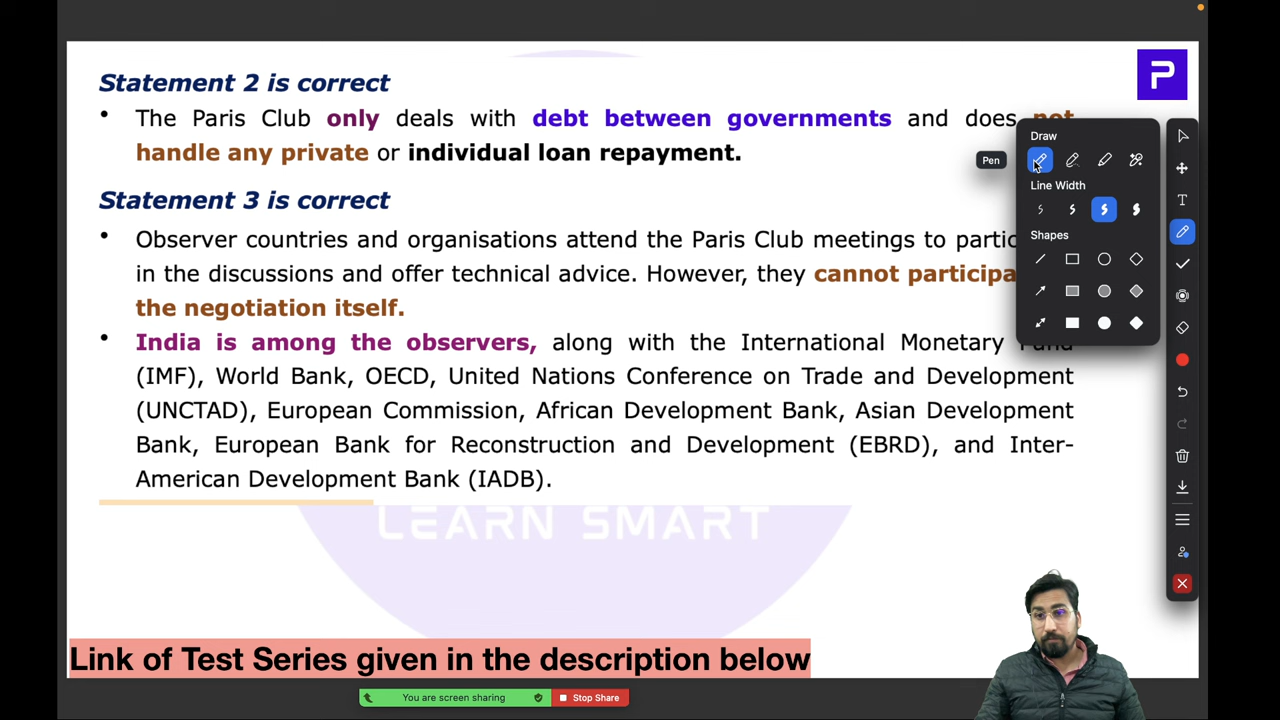 Statement 2 is correct
• The Paris Club only deals with debt between governments and does not
handle any private or individual loan repayment.
Pen
Draw
Line Width
Shapes
Statement 3 is correct
• Observer countries and organisations attend the Paris Club meetings to partic
in the discussions and offer technical advice. However, they cannot participa
the negotiation itself.
• India is among the observers, along with the International Monetary Fund
(IMF), World Bank, OECD, United Nations Conference on Trade and Development
(UNCTAD), European Commission, African Development Bank, Asian Development
Bank, European Bank for Reconstruction and Development (EBRD), and Inter-
American Development Bank (IADB).
LEARN SMART
Link of Test Series given in the description below
You are screen sharing
Stop Share